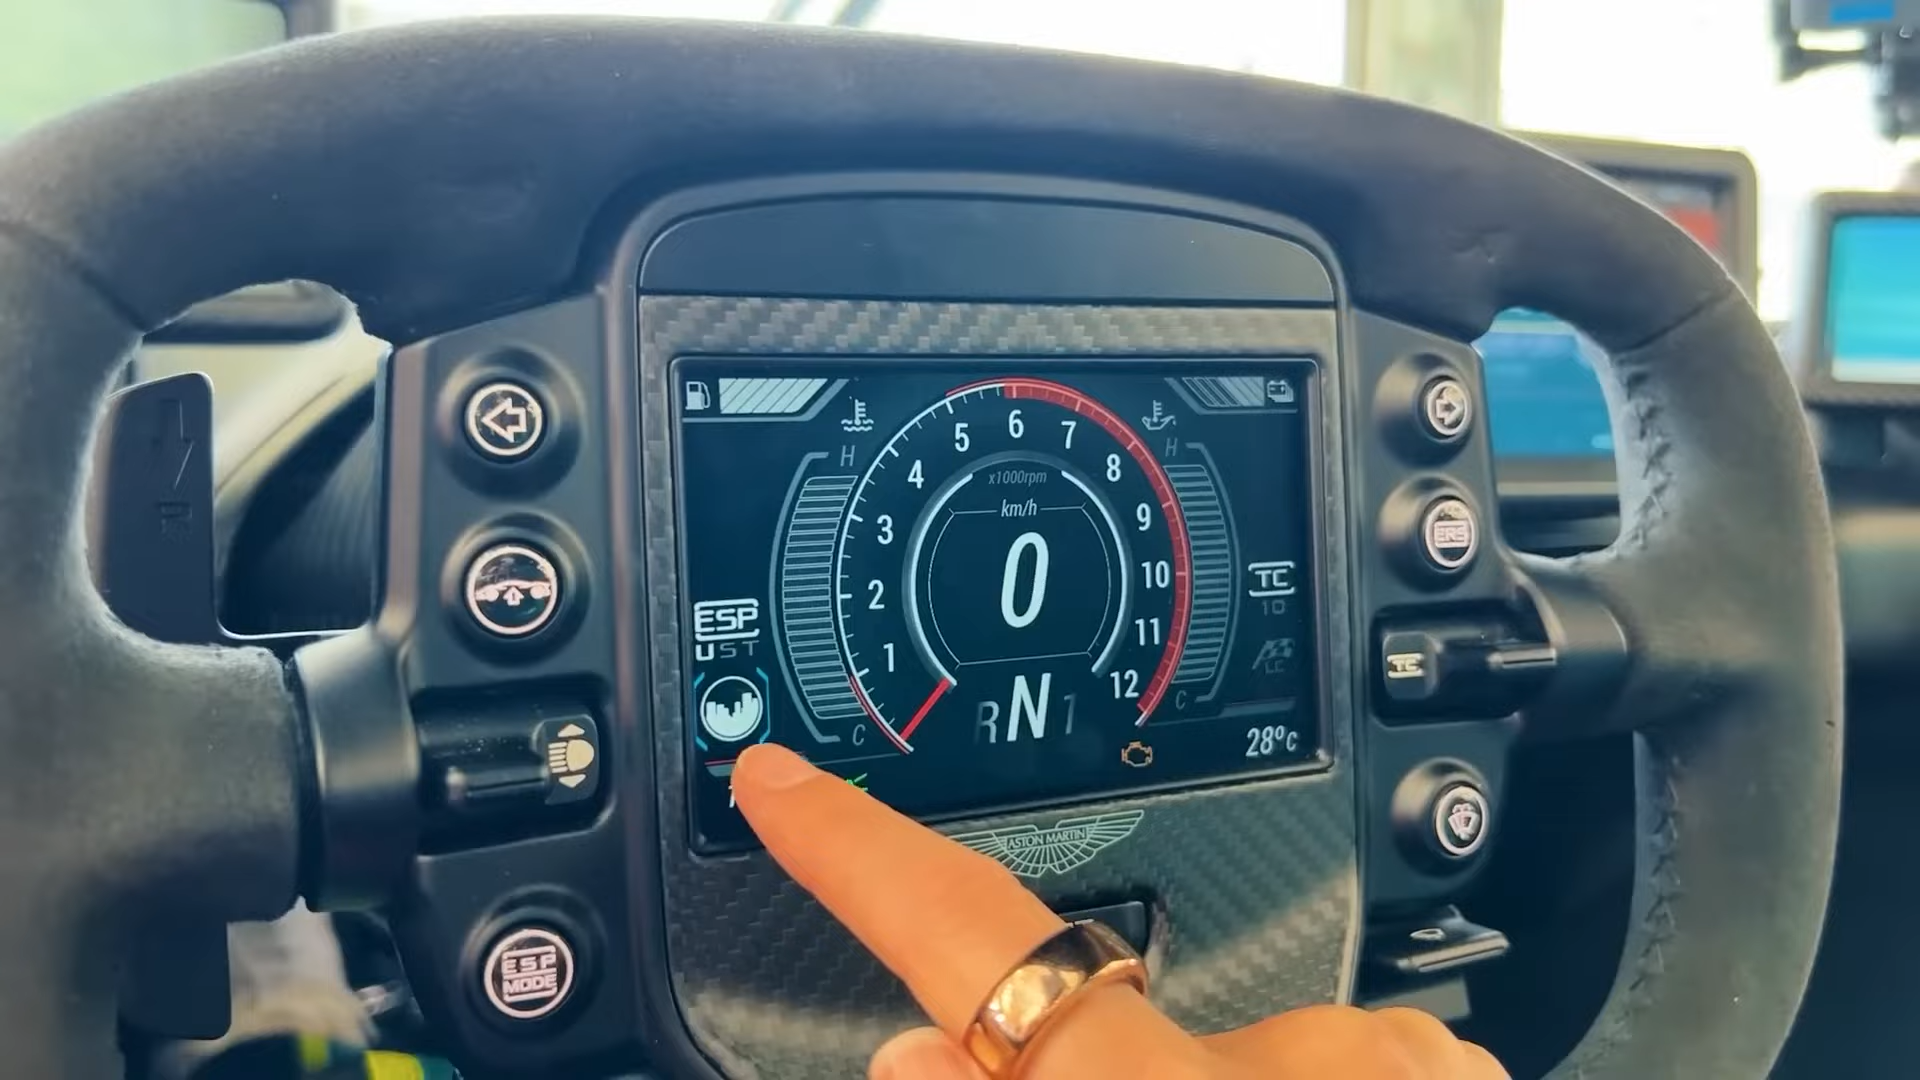 H
H
5 6 7
4 8
x1000rpm
km/h
3 9
ERS
0
2 10
TC
10
ESP
UST
1 11
LC
TC
12
R N 1
C
C
28°C
ASTON MARTIN
ESP
MODE